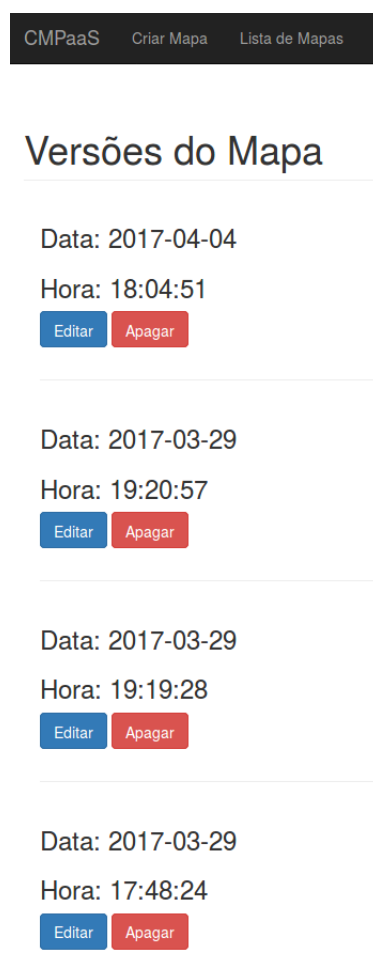 CMPaaS Criar Mapa Lista de Mapas
Versões do Mapa
Data: 2017-04-04
Hora: 18:04:51
Editar Apagar
Data: 2017-03-29
Hora: 19:20:57
Editar Apagar
Data: 2017-03-29
Hora: 19:19:28
Editar Apagar
Data: 2017-03-29
Hora: 17:48:24
Editar Apagar